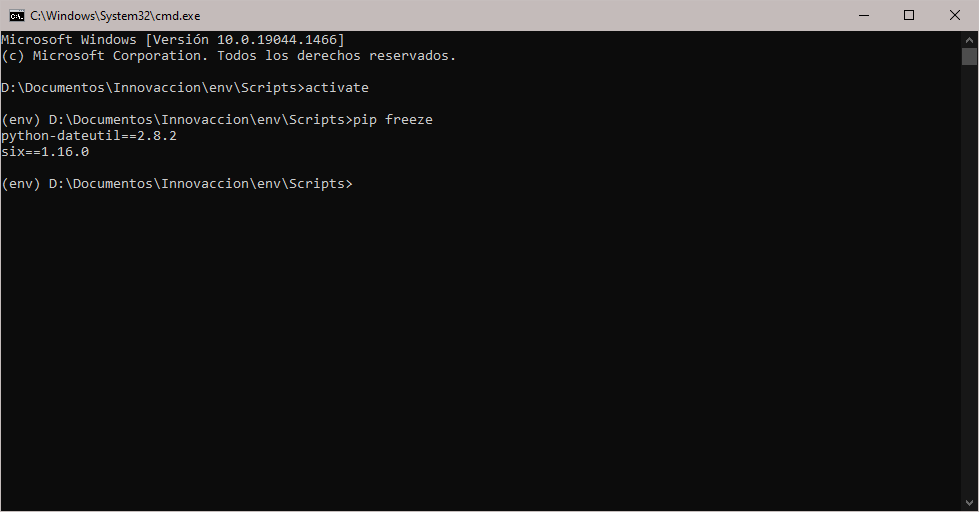 C:\Windows\System32\cmd.exe
Microsoft Windows [Versión 10.0.19044.1466]
(c) Microsoft Corporation. Todos los derechos reservados.
D:\Documentos\Innovaccion\env\Scripts>activate
(env) D:\Documentos\Innovaccion\env\Scripts>pip freeze
python-dateutil==2.8.2
six==1.16.0
(env) D:\Documentos\Innovaccion\env\Scripts>